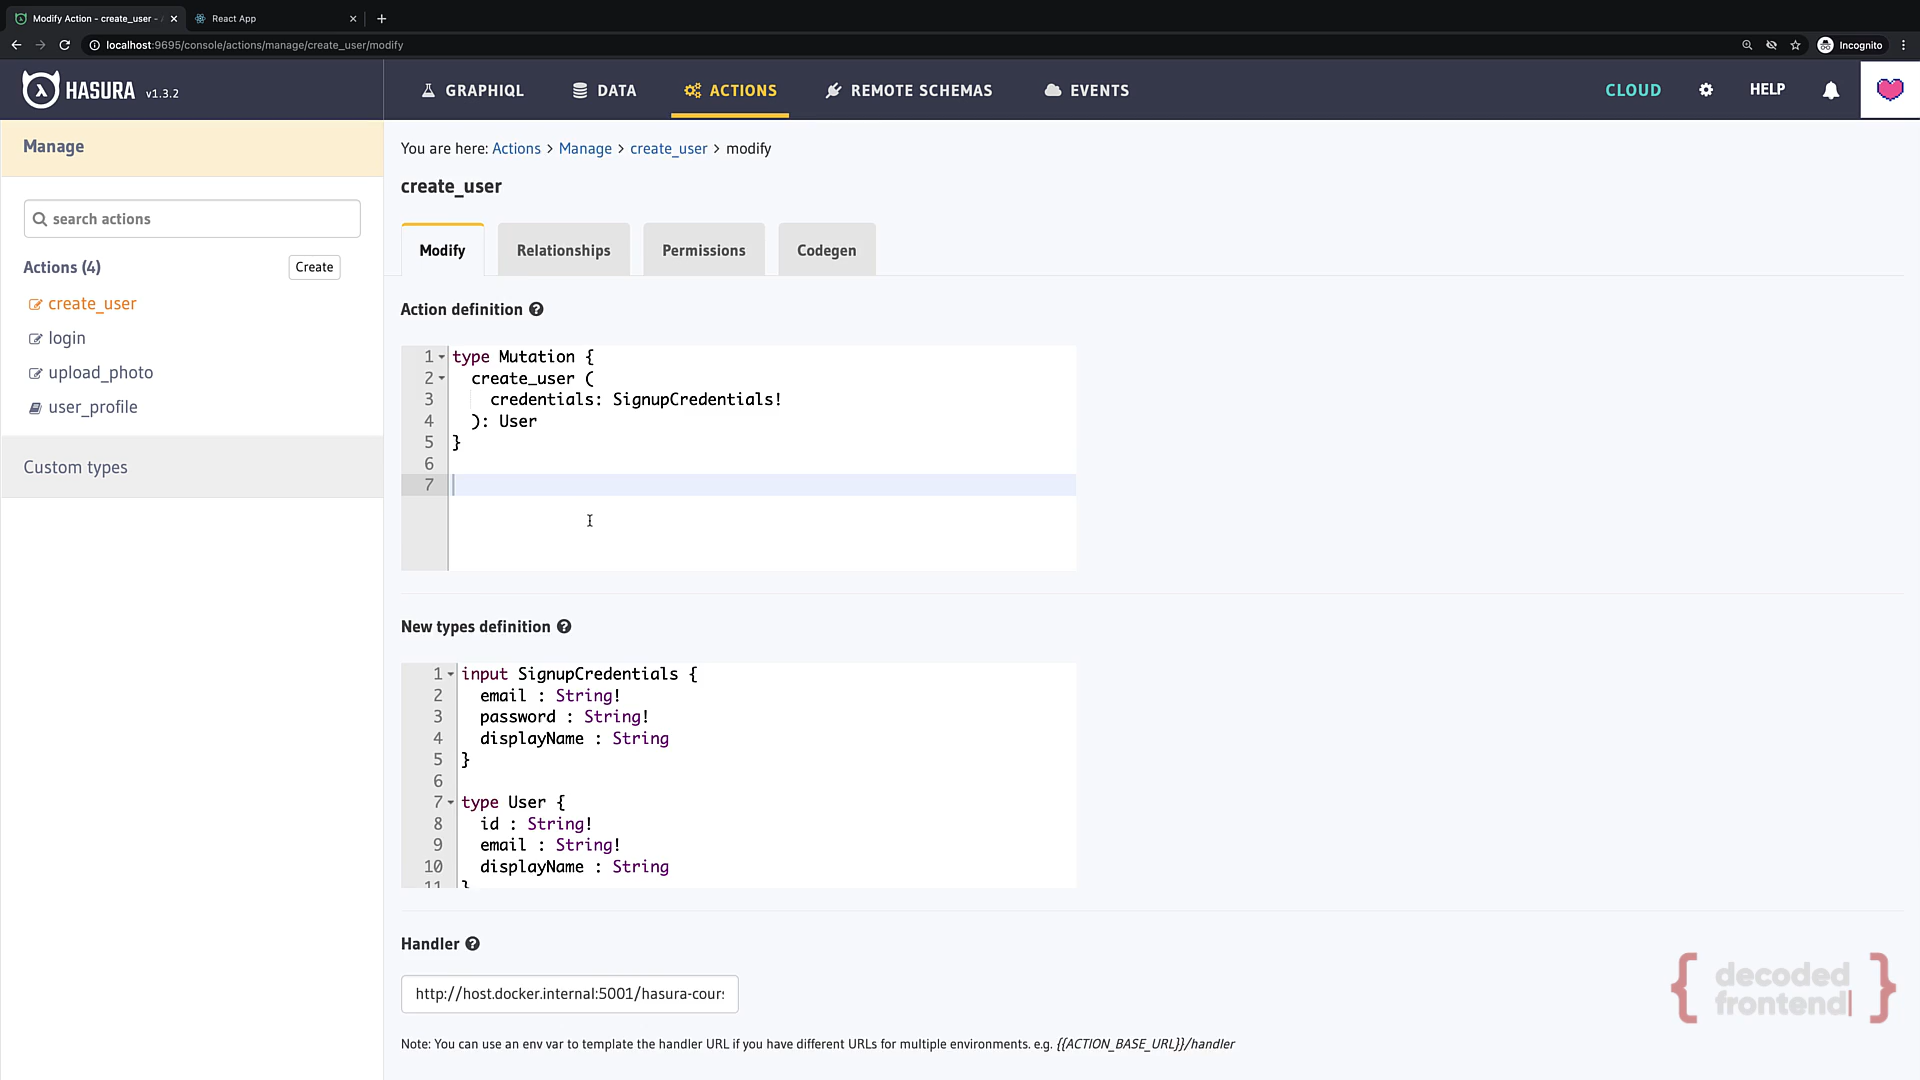 Modify Action - create_user -
React App
localhost:9695/console/actions/manage/create_user/modify
Incognito
HASURA v1.3.2
GRAPHIQL
DATA
ACTIONS
REMOTE SCHEMAS
EVENTS
CLOUD
HELP
Manage
search actions
Actions (4)
Create
create_user
login
upload_photo
user_profile
Custom types
You are here: Actions > Manage > create_user > modify
create_user
Modify
Relationships
Permissions
Codegen
Action definition
1 type Mutation {
2 create_user (
3 credentials: SignupCredentials!
4 ): User
5 }
6
7
New types definition
1 input SignupCredentials {
2 email : String!
3 password : String!
4 displayName : String
5 }
6
7 type User {
8 id : String!
9 email : String!
10 displayName : String
11 }
Handler
http://host.docker.internal:5001/hasura-cour
Note: You can use an env var to template the handler URL if you have different URLs for multiple environments. e.g. {{ACTION_BASE_URL}}/handler
{ decoded
frontend| }